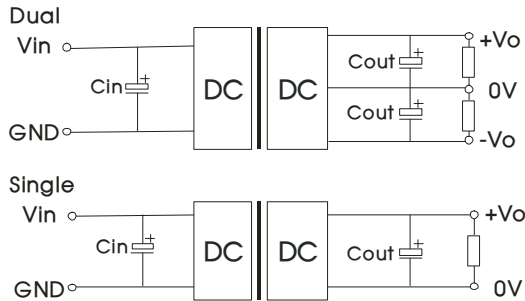 Dual
Vin
+Vo
Cout
+
Cin
+
DC
DC
0V
Cout
+
GND
-Vo
Single
Vin
+Vo
Cin
+
DC
DC
Cout
+
GND
0V